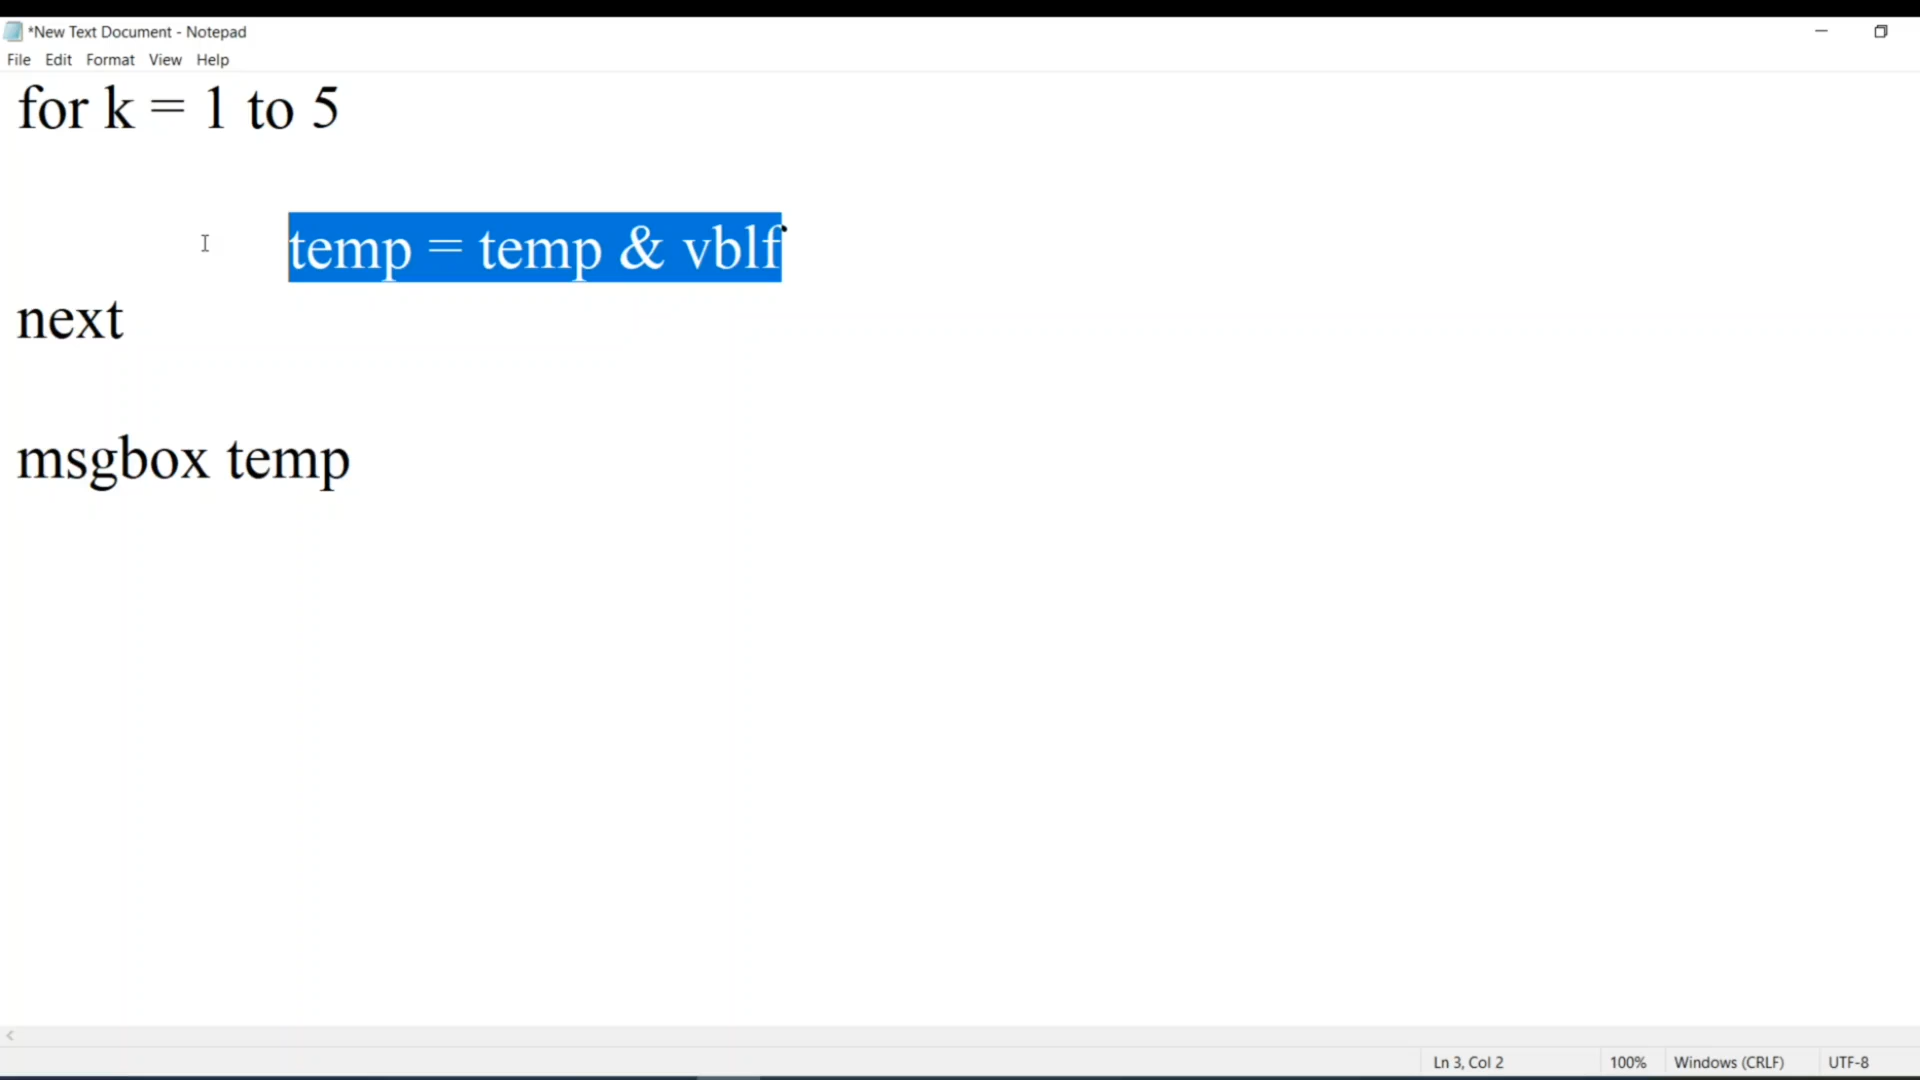 *New Text Document - Notepad
File Edit Format View Help
for k = 1 to 5
temp = temp & vblf
next
msgbox temp
Ln 3, Col 2 100% Windows (CRLF) UTF-8